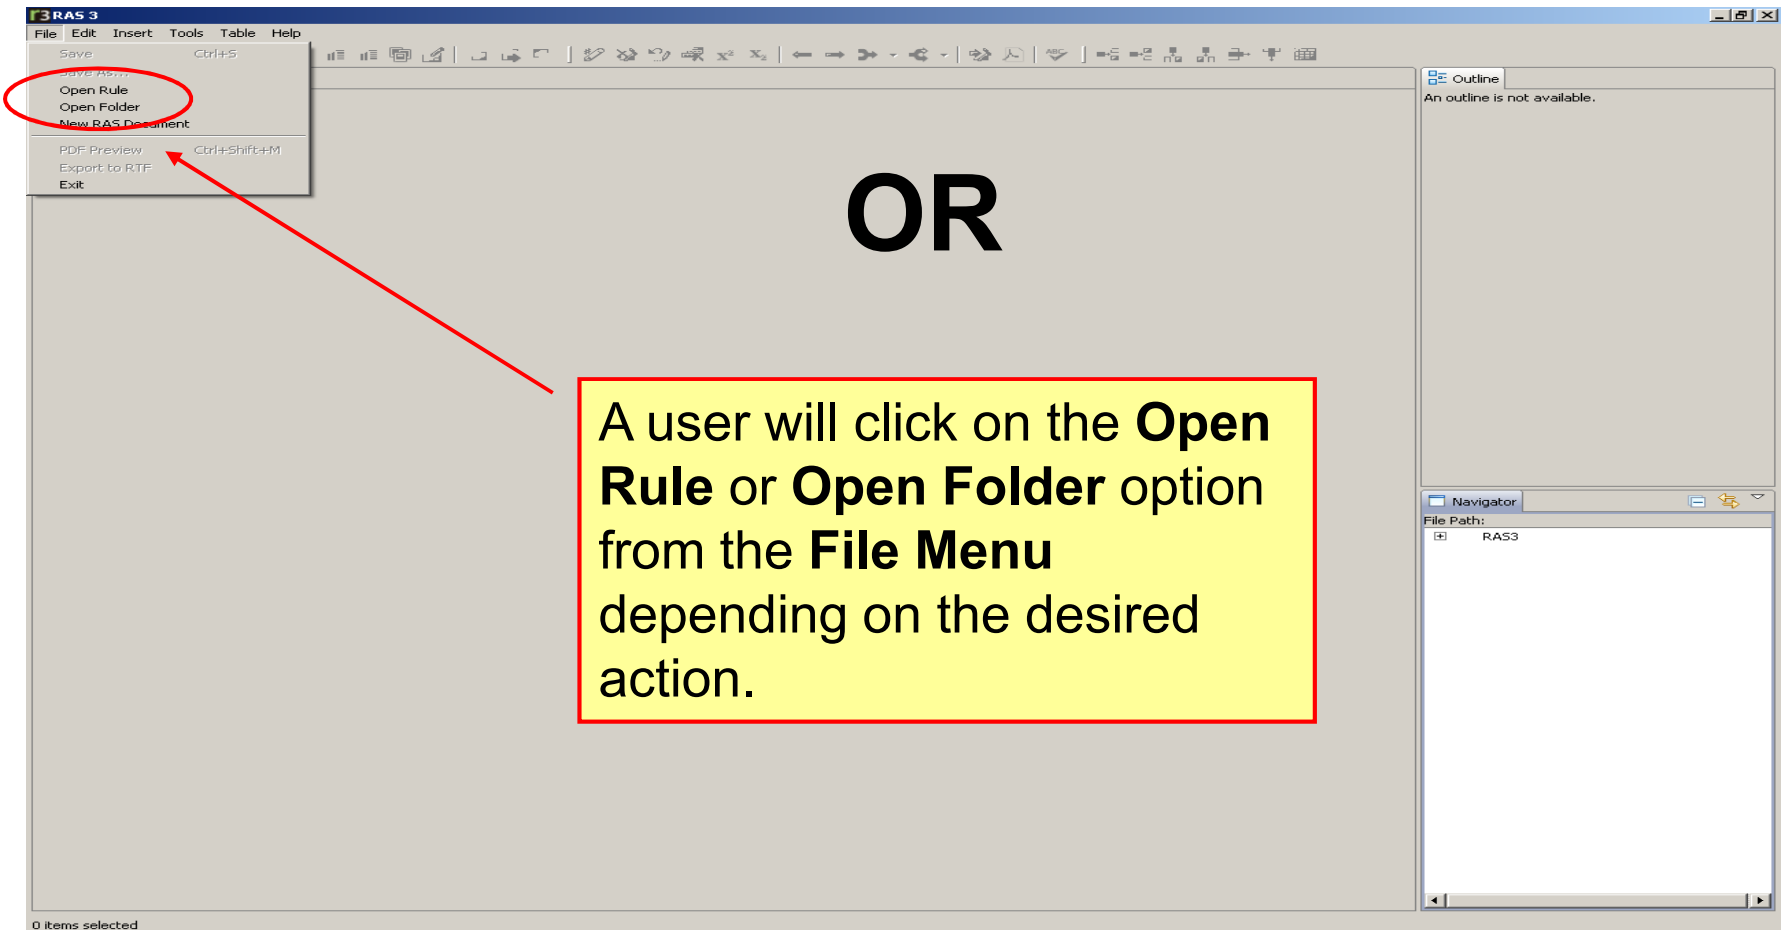 RAS 3
File Edit Insert Tools Table Help
Save Ctrl+S
Save As...
Open Rule
Open Folder
New RAS Document
PDF Preview Ctrl+Shift+M
Export to RTF
Exit
Outline
An outline is not available.
OR
A user will click on the Open
Rule or Open Folder option
from the File Menu
depending on the desired
action.
Navigator
File Path:
RAS3
0 items selected